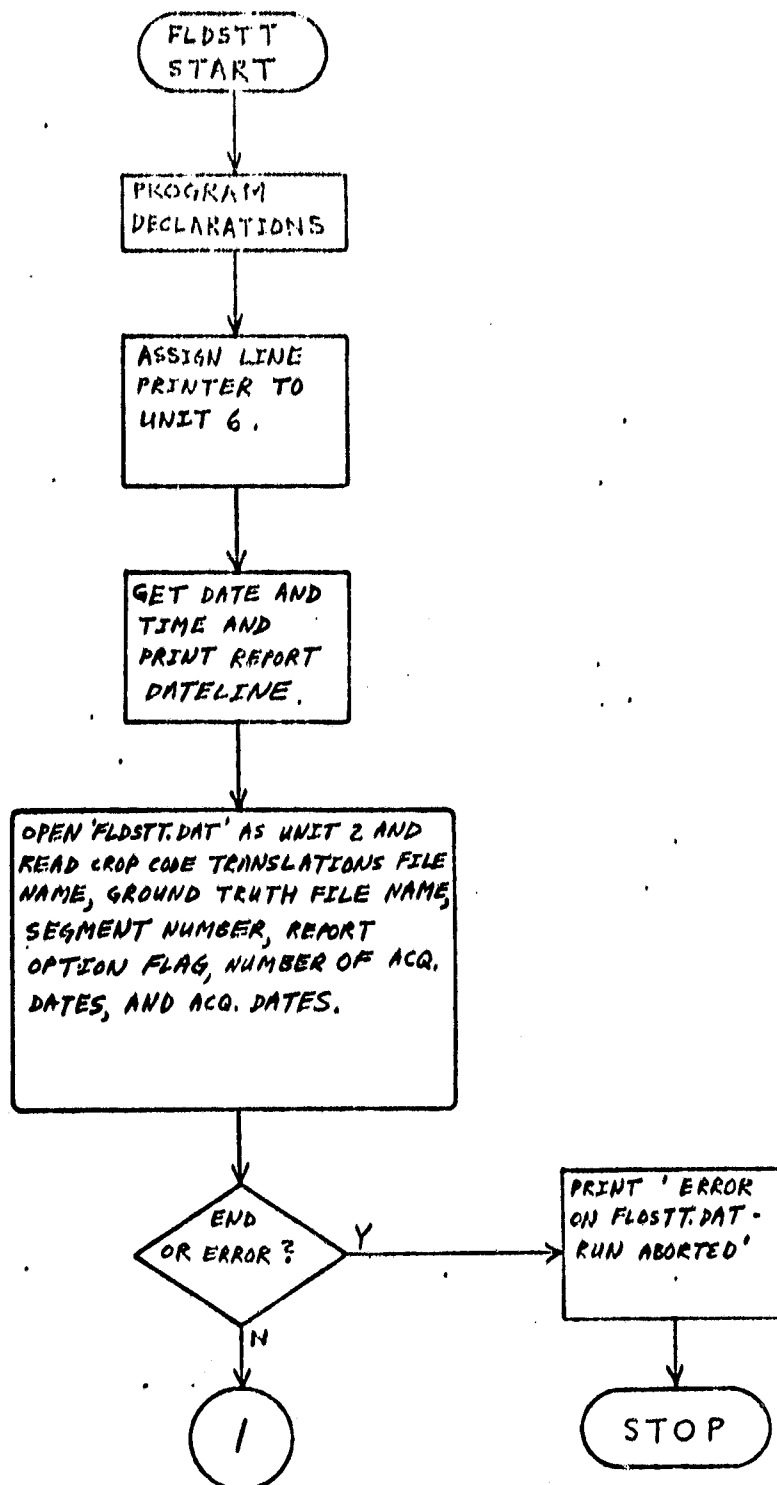 FLDSTT
START
PROGRAM
DECLARATIONS
ASSIGN LINE
PRINTER TO
UNIT 6.
GET DATE AND
TIME AND
PRINT REPORT
DATELINE.
OPEN 'FLDSTT.DAT' AS UNIT 2 AND
READ CROP CODE TRANSLATIONS FILE
NAME, GROUND TRUTH FILE NAME,
SEGMENT NUMBER, REPORT
OPTION FLAG, NUMBER OF ACQ.
DATES, AND ACQ. DATES.
END
OR ERROR?
Y
PRINT 'ERROR
ON FLDSTT.DAT-
RUN ABORTED'
N
1
STOP